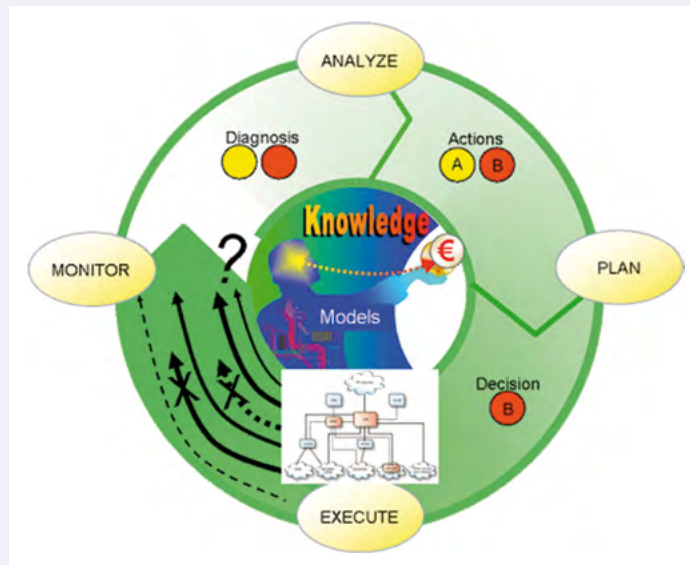 ANALYZE
Diagnosis
Actions
A B
Knowledge
€
?
MONITOR
PLAN
Models
X X
Decision
B
EXECUTE